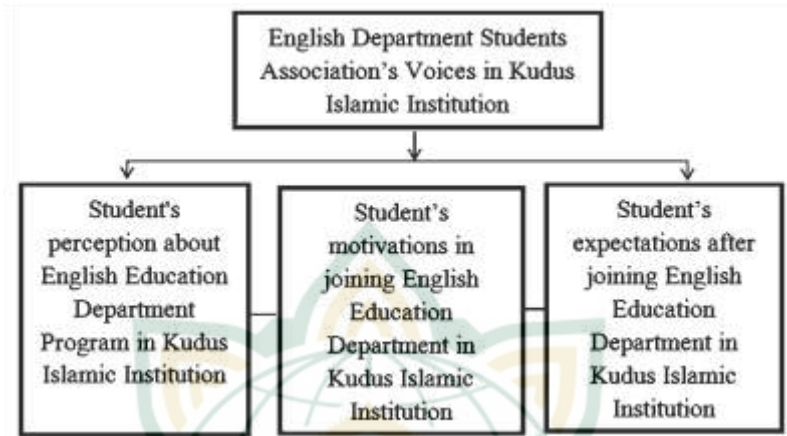 English Department Students
Association's Voices in Kudus
Islamic Institution
Student's
perception about
English Education
Department
Program in Kudus
Islamic Institution
Student's
motivations in
joining English
Education
Department in
Kudus Islamic
Institution
Student's
expectations after
joining English
Education
Department in
Kudus Islamic
Institution